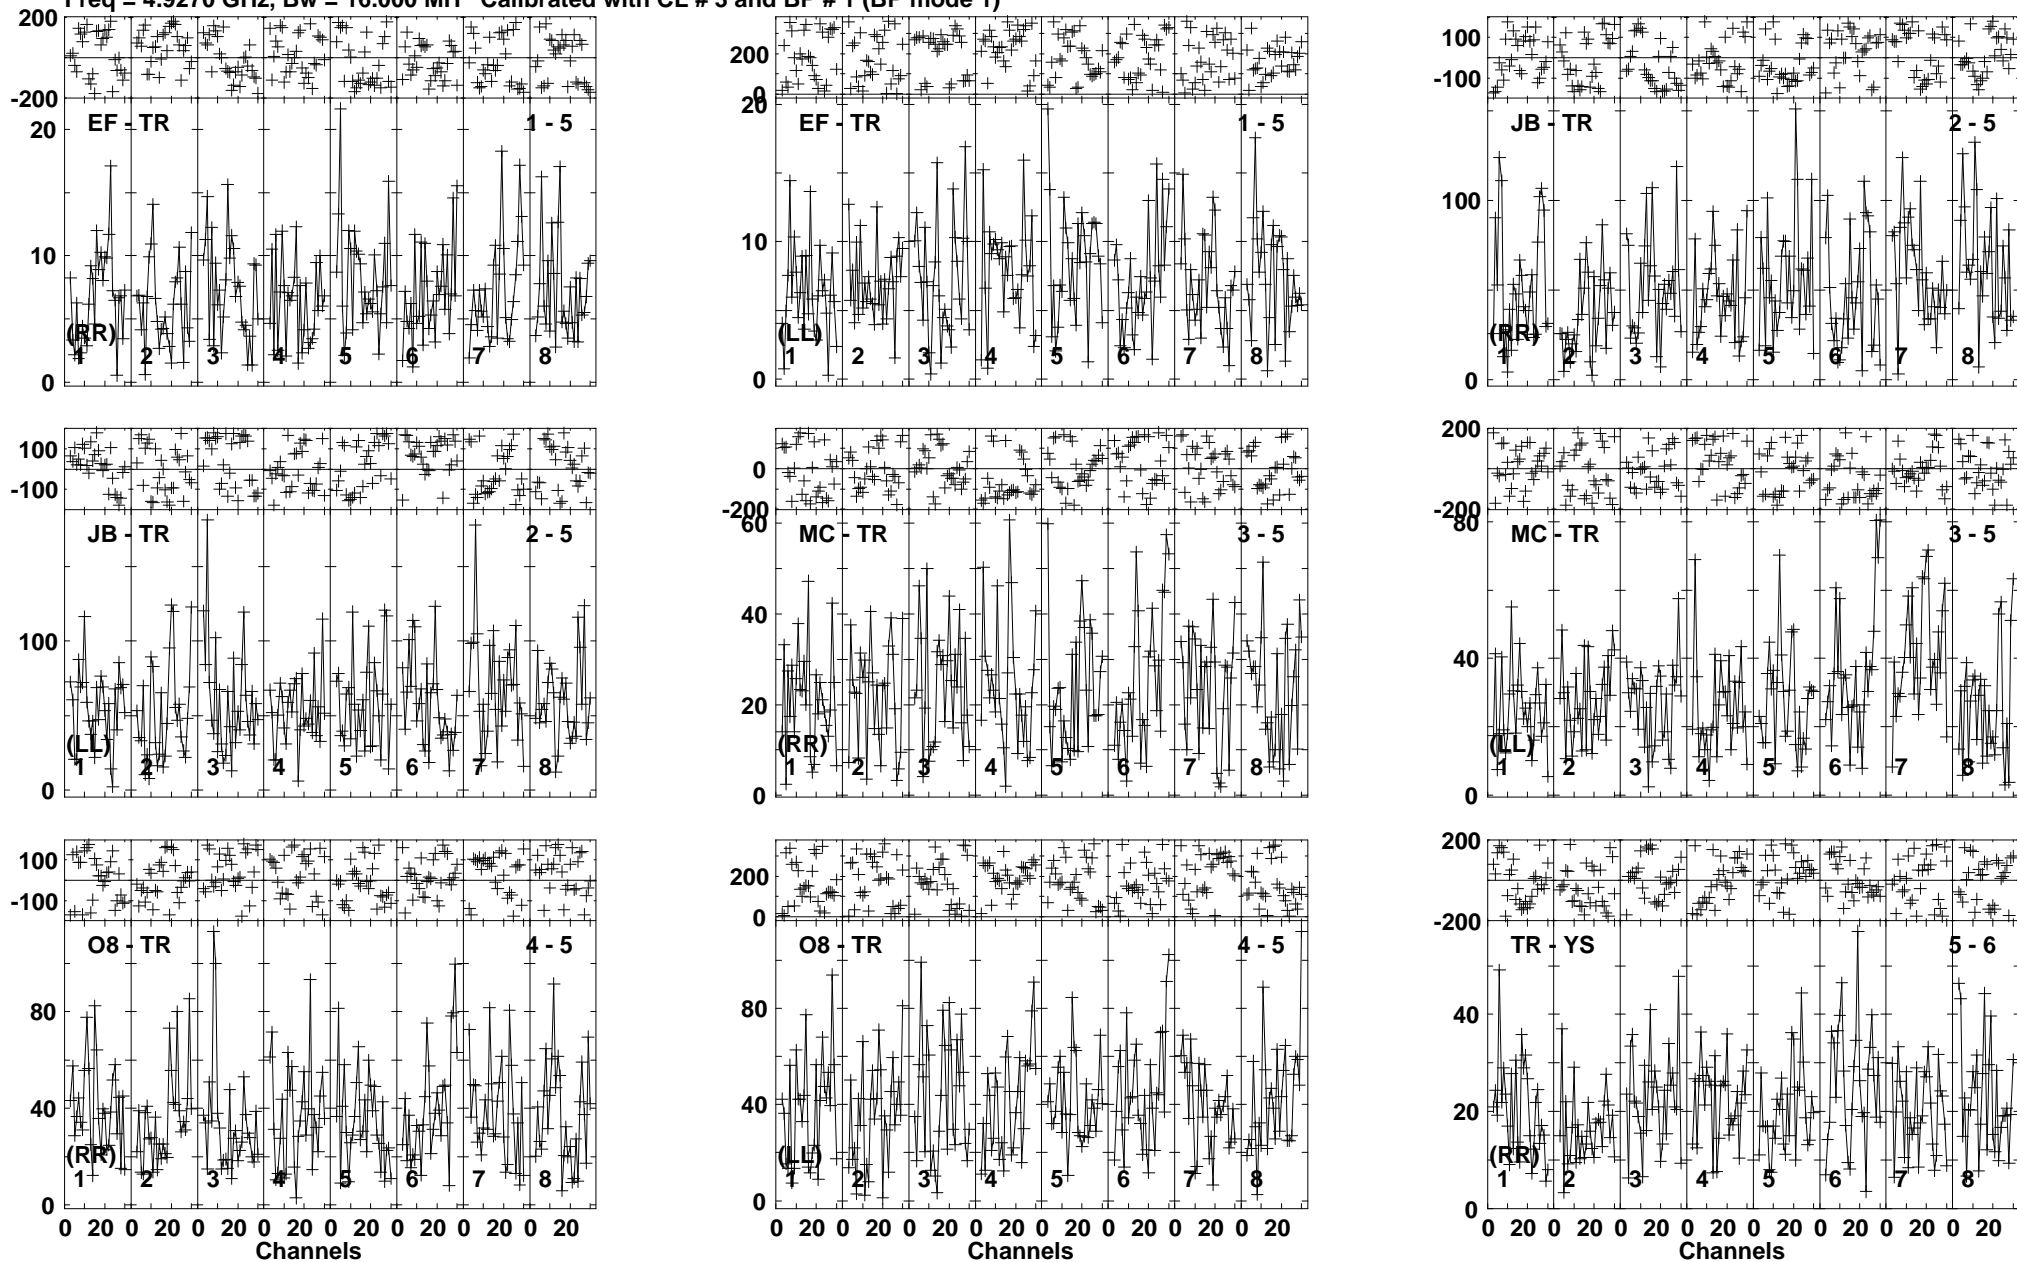 Freq = 4.9270 GHz, Bw = 16.000 MH Calibrated with CL # 3 and BP # 1 (BP mode 1)
200 200 100
-200 0 -100
EF - TR 1 - 5 EF - TR 1 - 5 JB - TR 2 - 5
20 20
10 10 100
0 0 0
(RR) (LL) (RR)
1 2 3 4 5 6 7 8 1 2 3 4 5 6 7 8 1 2 3 4 5 6 7 8
100 0 200
-100 -200 -200
JB - TR 2 - 5 MC - TR 3 - 5 MC - TR 3 - 5
60 80
100 40 40
20
0 0 0
(LL) (RR) (LL)
1 2 3 4 5 6 7 8 1 2 3 4 5 6 7 8 1 2 3 4 5 6 7 8
100 200 200
-100 0 -200
O8 - TR 4 - 5 O8 - TR 4 - 5 TR - YS 5 - 6
80 80 40
40 40 20
0 0 0
(RR) (LL) (RR)
1 2 3 4 5 6 7 8 1 2 3 4 5 6 7 8 1 2 3 4 5 6 7 8
0 20 0 20 0 20 0 20 0 20 0 20 0 20 0 20 0 20 0 20 0 20 0 20 0 20 0 20 0 20 0 20 0 20 0 20 0 20 0 20 0 20 0 20 0 20 0 20
Channels Channels Channels